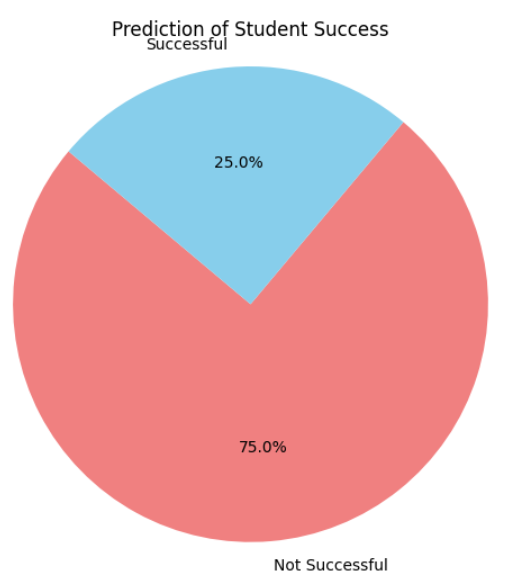 Prediction of Student Success
Successful
25.0%
75.0%
Not Successful